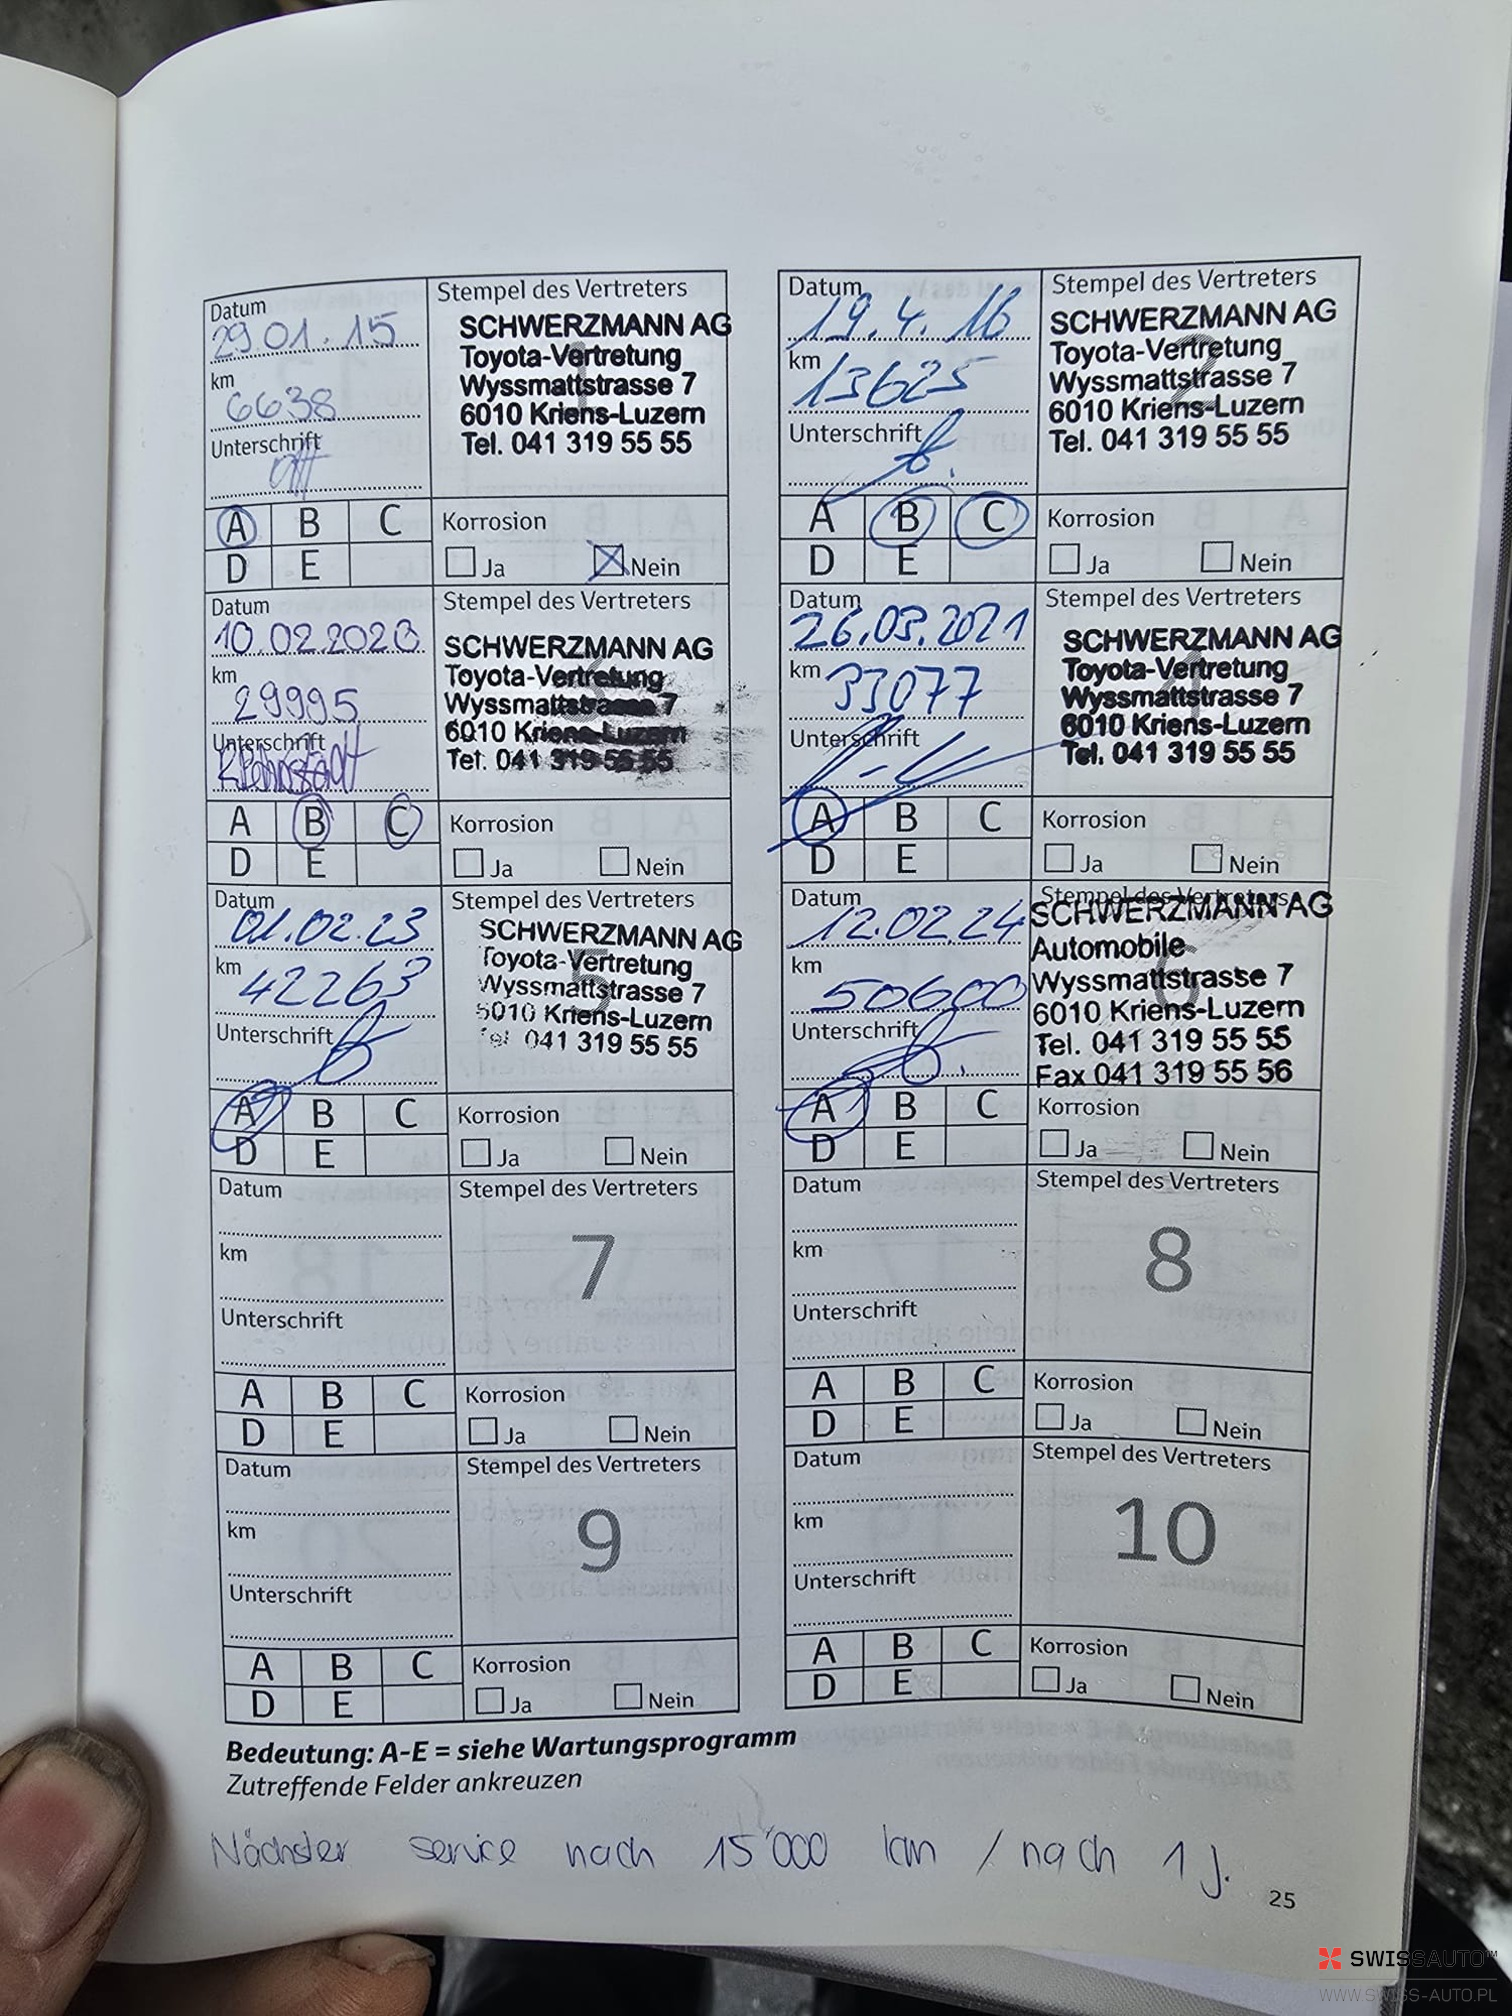 Datum
29.01.15
km
6638
Unterschrift
Stempel des Vertreters
SCHWERZMANN AG
Toyota-Vertretung
Wyssmattstrasse 7
6010 Kriens-Luzern
Tel. 041 319 55 55
A B C
D E
Korrosion
Ja Nein
Datum
19.4.16
km
13625
Unterschrift
Stempel des Vertreters
2
SCHWERZMANN AG
Toyota-Vertretung
Wyssmattstrasse 7
6010 Kriens-Luzern
Tel. 041 319 55 55
A B C
D E
Korrosion
Ja Nein
Datum
km
29995
Unterschrift
Stempel des Vertreters
SCHWERZMANN AG
Toyota-Vertretung
Wyssmattstrasse 7
6010 Kriens-Luzern
Tel. 041 319 55 55
A B C
D E
Korrosion
Ja Nein
Datum
26.03.2021
km
33077
Unterschrift
Stempel des Vertreters
SCHWERZMANN AG
Toyota-Vertretung
Wyssmattstrasse 7
6010 Kriens-Luzern
Tel. 041 319 55 55
A B C
D E
Korrosion
Ja Nein
Datum
01.02.23
km
42263
Unterschrift
Stempel des Vertreters
5
SCHWERZMANN AG
Toyota-Vertretung
Wyssmattstrasse 7
6010 Kriens-Luzern
Tel 041 319 55 55
A B C
D E
Korrosion
Ja Nein
Datum
12.02.24
km
50600
Unterschrift
Stempel des Vertreters
6
SCHWERZMANN AG
Automobile
Wyssmattstrasse 7
6010 Kriens-Luzern
Tel. 041 319 55 55
Fax 041 319 55 56
A B C
D E
Korrosion
Ja Nein
Datum
km
Unterschrift
Stempel des Vertreters
7
A B C
D E
Korrosion
Ja Nein
Datum
km
Unterschrift
Stempel des Vertreters
8
A B C
D E
Korrosion
Ja Nein
Datum
km
Unterschrift
Stempel des Vertreters
9
A B C
D E
Korrosion
Ja Nein
Datum
km
Unterschrift
Stempel des Vertreters
10
A B C
D E
Korrosion
Ja Nein
Bedeutung: A-E = siehe Wartungsprogramm
Zutreffende Felder ankreuzen
Nächster service nach 15'000 km / nach 1 J.
25
SWISSAUTO™
WWW.SWISS-AUTO.PL